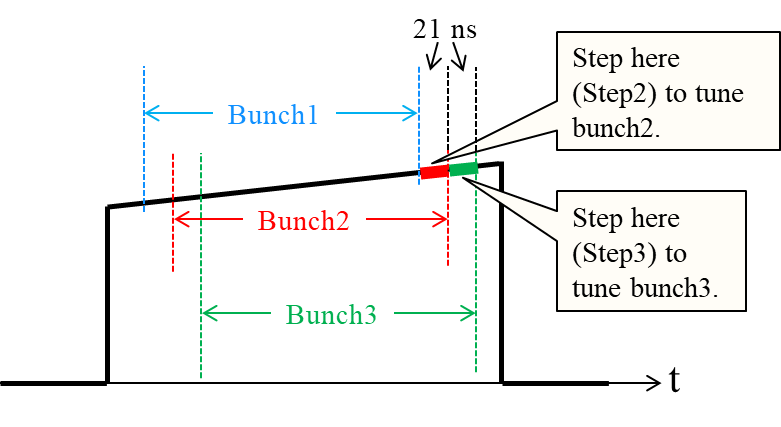 21 ns
Step here
(Step2) to tune
bunch2.
Bunch1
Bunch2
Step here
(Step3) to
tune bunch3.
Bunch3
t